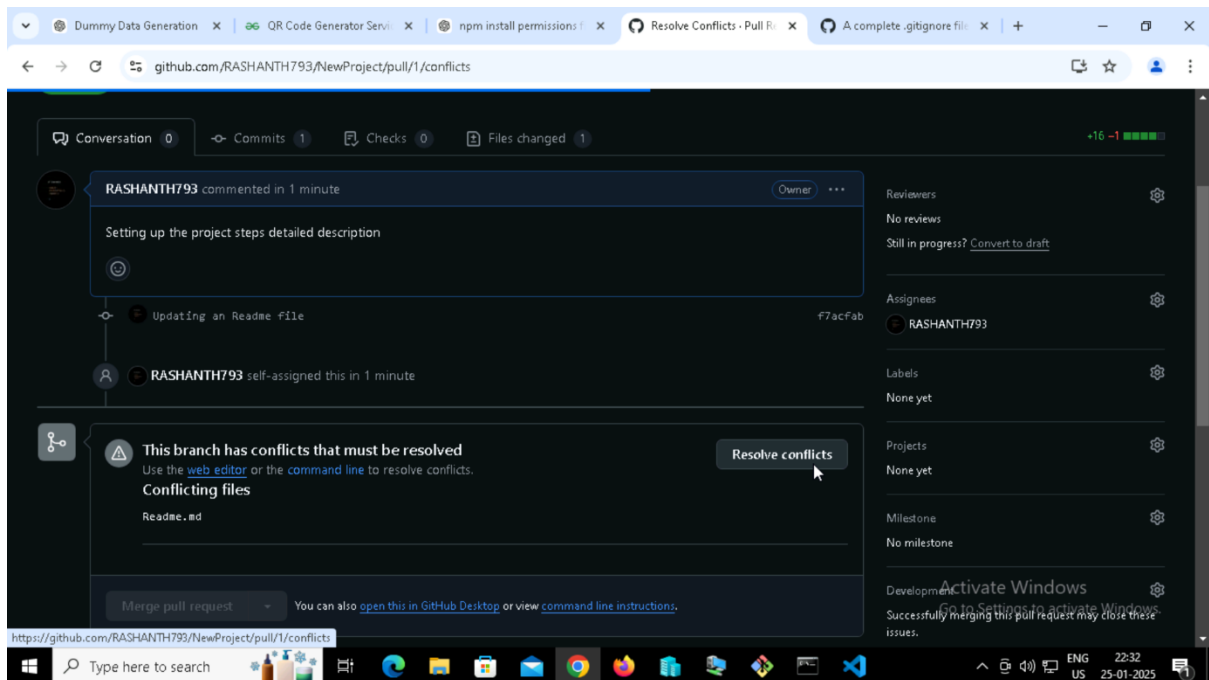 Dummy Data Generation
QR Code Generator Servic
npm install permissions f
Resolve Conflicts · Pull Re
A complete .gitignore file
github.com/RASHANTH793/NewProject/pull/1/conflicts
Conversation 0
Commits 1
Checks 0
Files changed 1
+16 −1
RASHANTH793 commented in 1 minute
Owner
Setting up the project steps detailed description
Updating an Readme file
f7acfab
RASHANTH793 self-assigned this in 1 minute
This branch has conflicts that must be resolved
Use the web editor or the command line to resolve conflicts.
Conflicting files
Readme.md
Resolve conflicts
Merge pull request
You can also open this in GitHub Desktop or view command line instructions.
Reviewers
No reviews
Still in progress? Convert to draft
Assignees
RASHANTH793
Labels
None yet
Projects
None yet
Milestone
No milestone
Development
Successfully merging this pull request may close these
issues.
Activate Windows
Go to Settings to activate Windows.
https://github.com/RASHANTH793/NewProject/pull/1/conflicts
Type here to search
ENG
US
22:32
25-01-2025